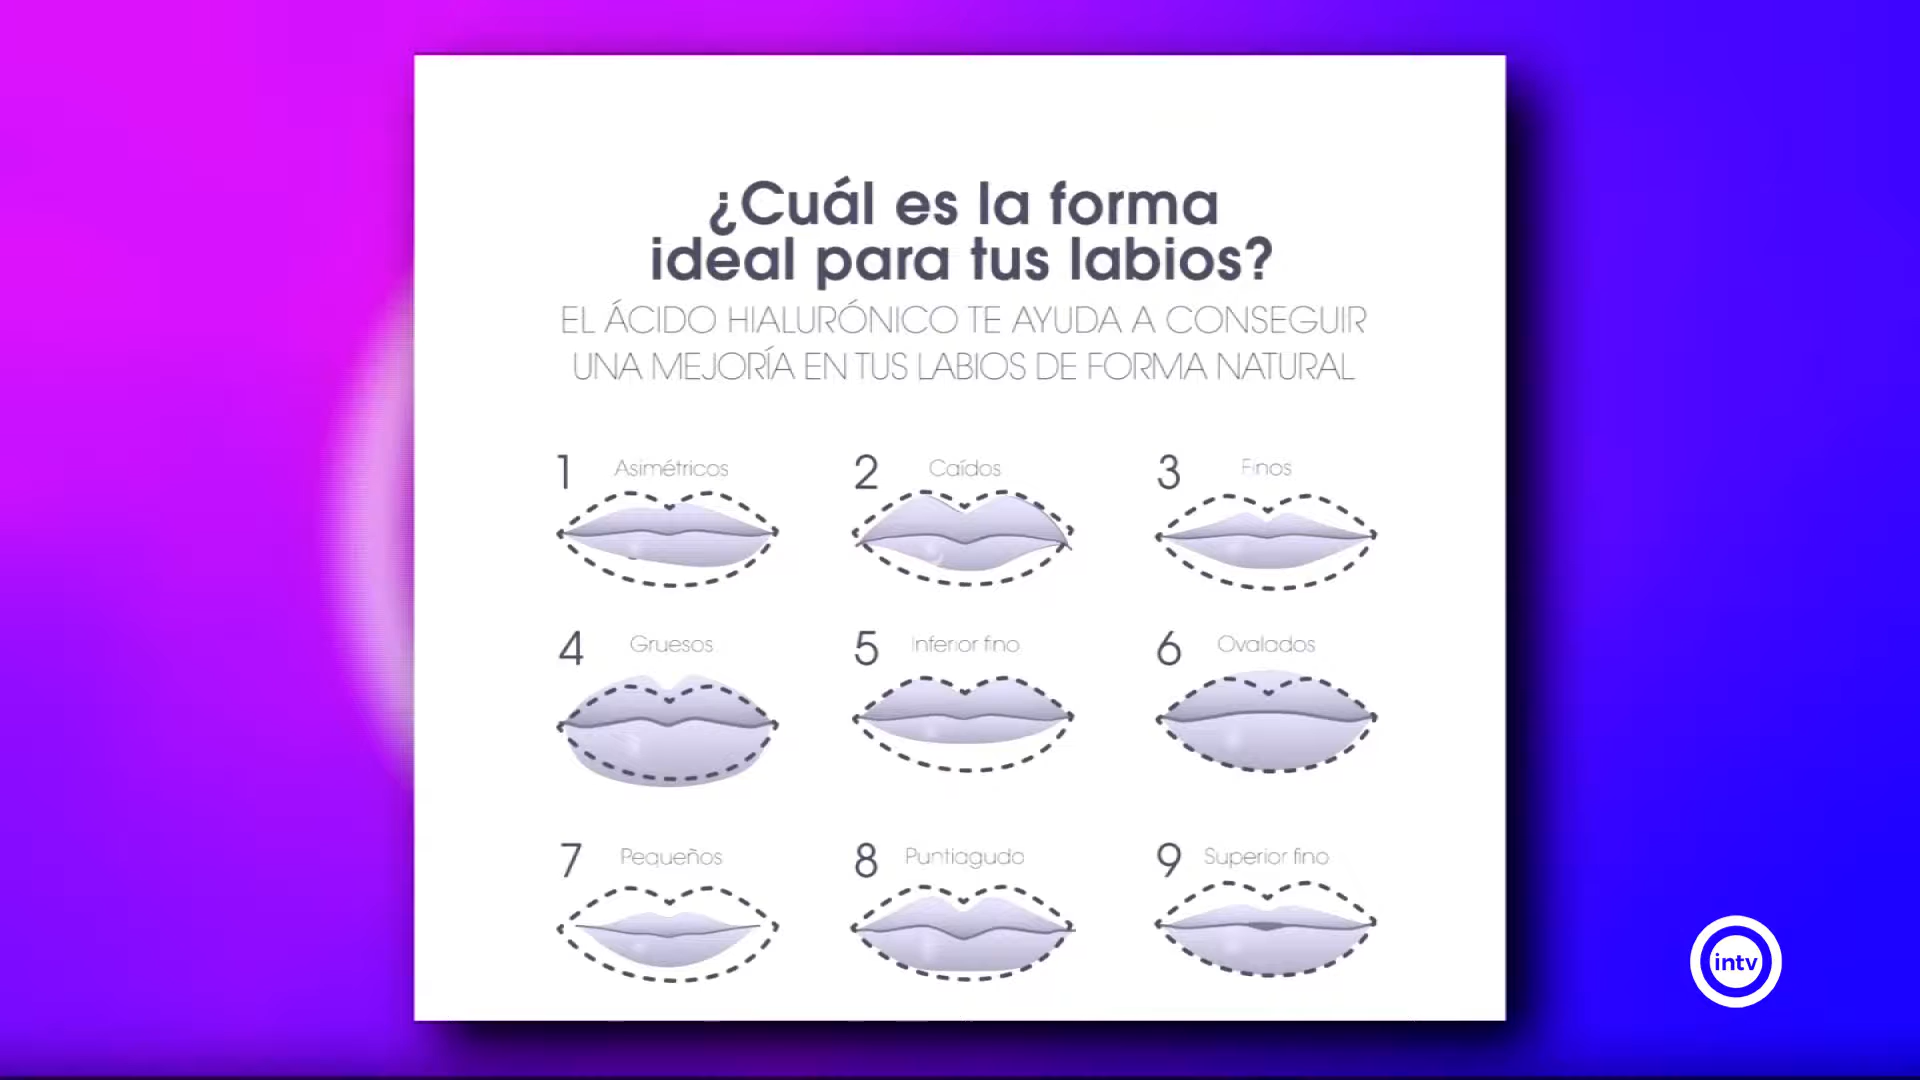 ¿Cuál es la forma
ideal para tus labios?
EL ÁCIDO HIALURÓNICO TE AYUDA A CONSEGUIR
UNA MEJORÍA EN TUS LABIOS DE FORMA NATURAL
1 Asimétricos
2 Caídos
3 Finos
4 Gruesos
5 Inferior fino
6 Ovalados
7 Pequeños
8 Puntiagudo
9 Superior fino
intv